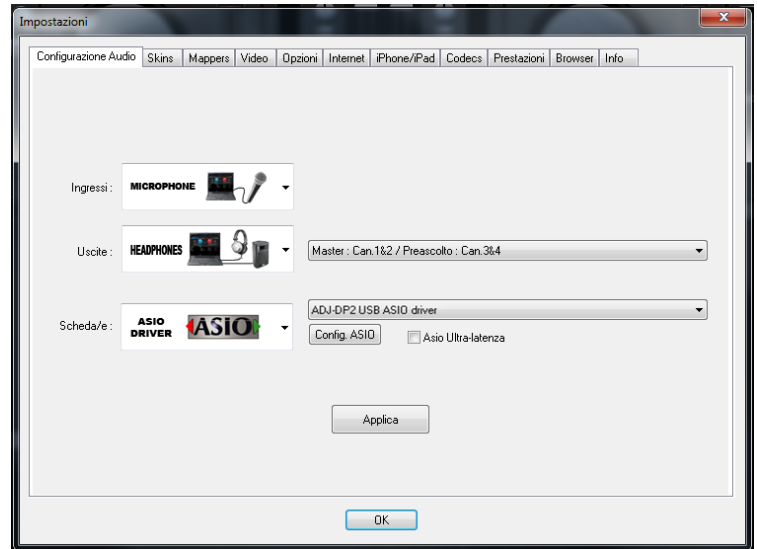 Impostazioni
Configurazione Audio Skins Mappers Video Opzioni Internet iPhone/iPad Codecs Prestazioni Browser Info
Ingressi : MICROPHONE
Uscite : HEADPHONES Master : Can.1&2 / Preascolto : Can.3&4
ADJ-DP2 USB ASIO driver
Scheda/e : ASIO DRIVER ASIO
Config. ASIO Asio Ultra-latenza
Applica
OK